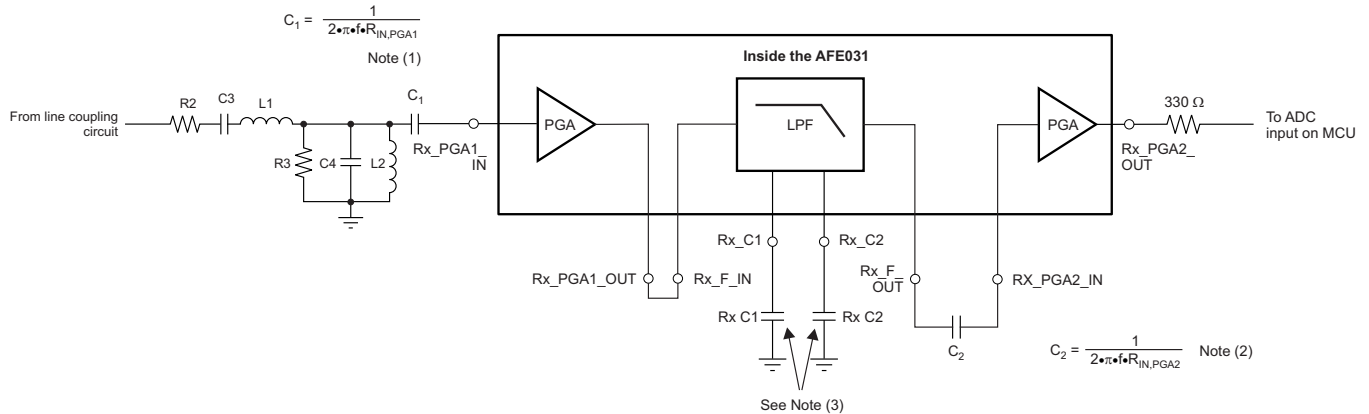 C1 = 1
2•π•f•RIN,PGA1
Note (1)
Inside the AFE031
From line coupling
circuit
R2
C3
L1
R3
C4
L2
C1
Rx_PGA1_
IN
PGA
LPF
PGA
Rx_PGA2_
OUT
330 Ω
To ADC
input on MCU
Rx_C1
Rx_C2
Rx_PGA1_OUT
Rx_F_IN
Rx_F_
OUT
RX_PGA2_IN
Rx C1
Rx C2
C2
C2 = 1
2•π•f•RIN,PGA2
Note (2)
See Note (3)